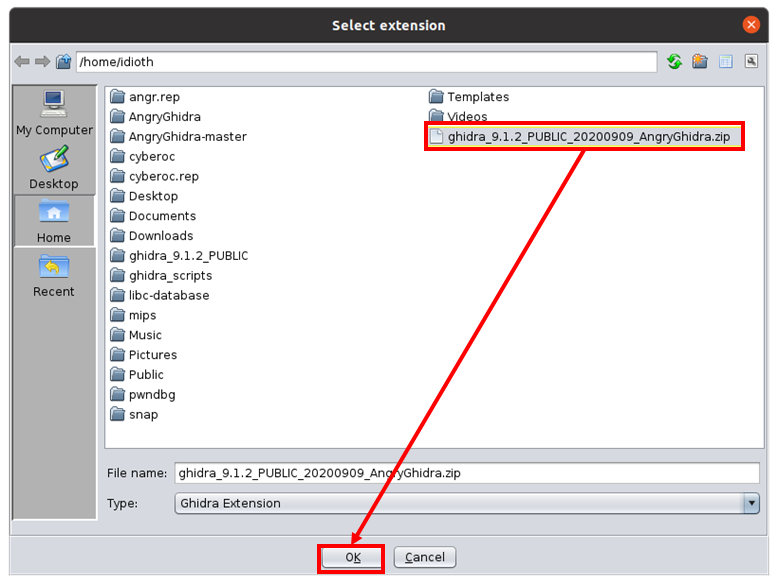 Select extension
/home/idioth
My Computer
Desktop
Home
Recent
angr.rep
AngryGhidra
AngryGhidra-master
cyberoc
cyberoc.rep
Desktop
Documents
Downloads
ghidra_9.1.2_PUBLIC
ghidra_scripts
libc-database
mips
Music
Pictures
Public
pwndbg
snap
Templates
Videos
ghidra_9.1.2_PUBLIC_20200909_AngryGhidra.zip
File name: ghidra_9.1.2_PUBLIC_20200909_AngryGhidra.zip
Type: Ghidra Extension
OK Cancel